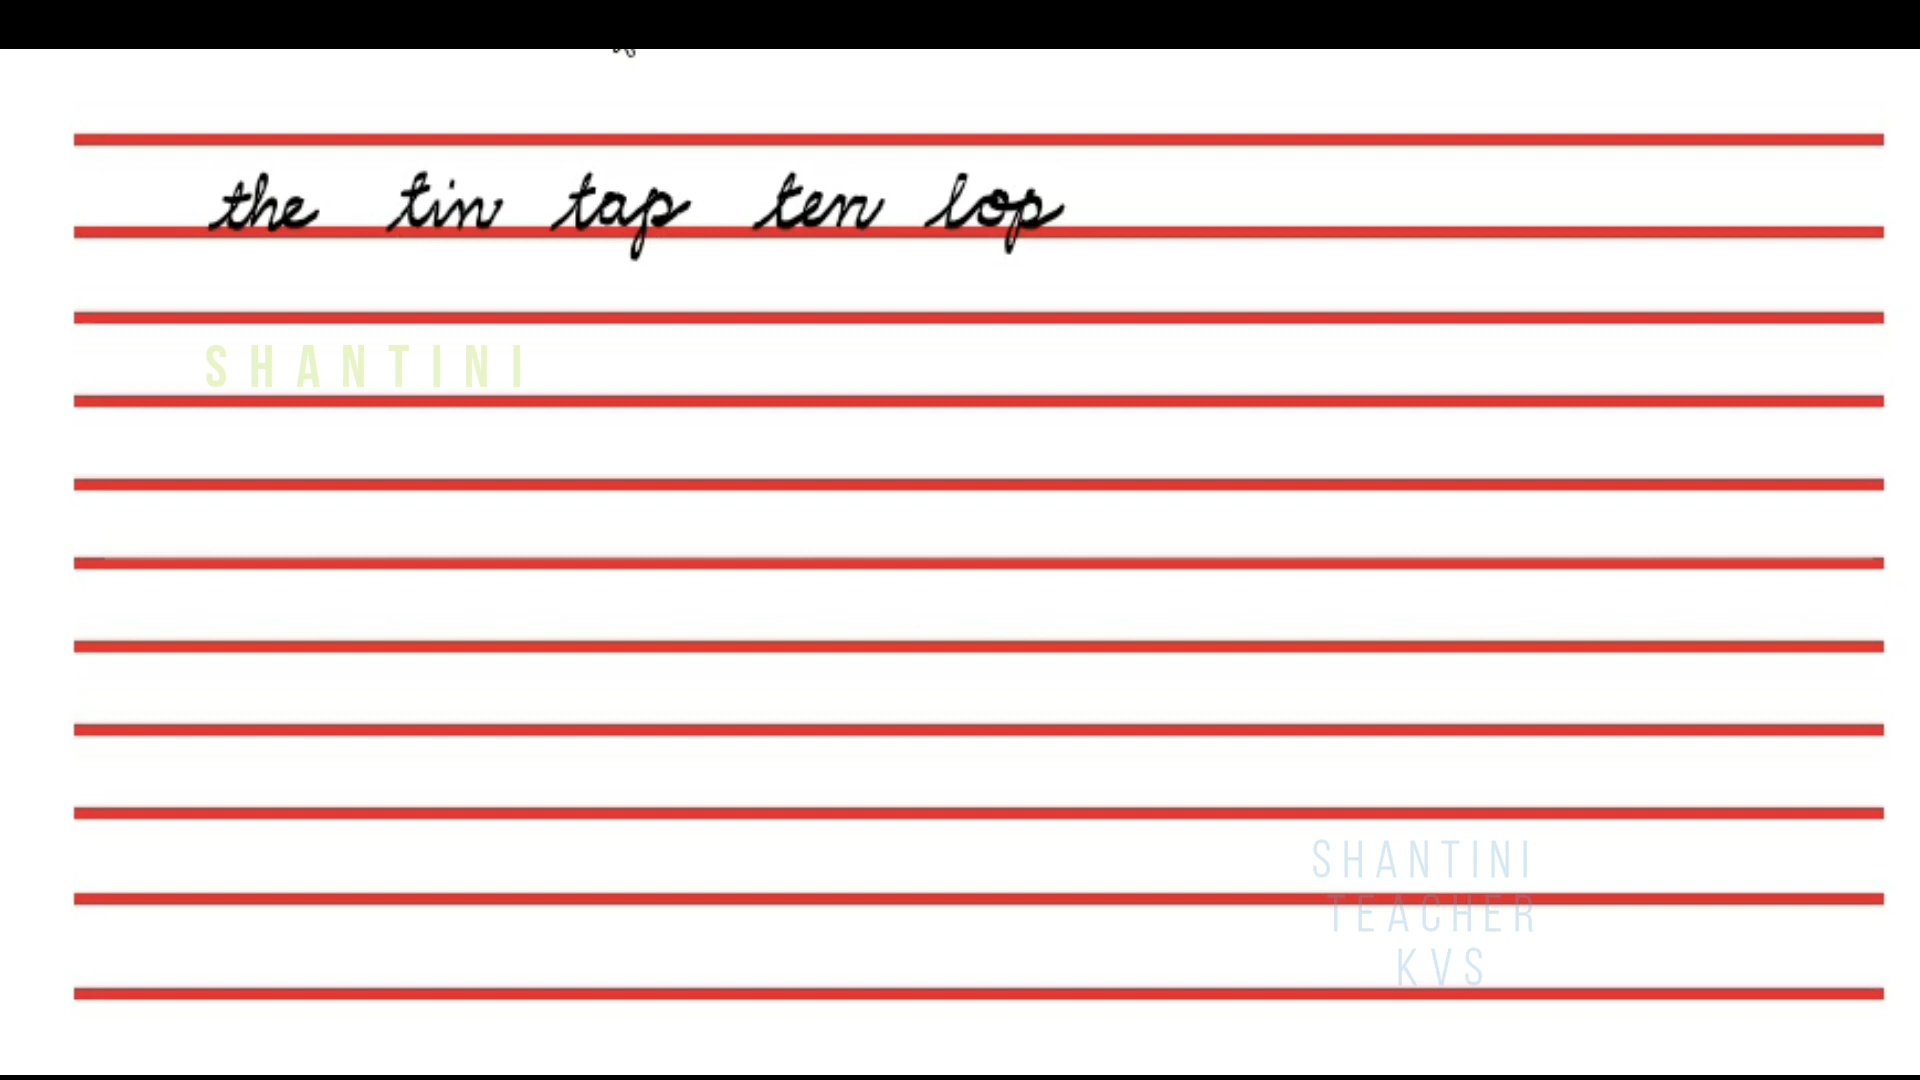 the tin tap ten lop
SHANTINI
SHANTINI
TEACHER
KVS